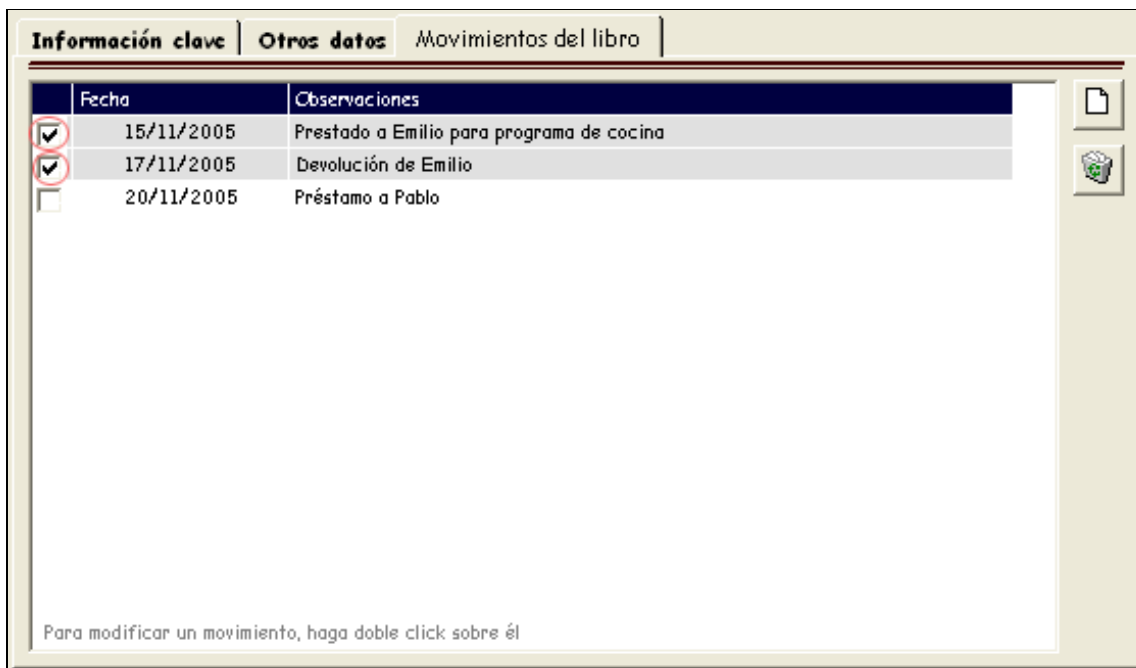 Información clave Otros datos Movimientos del libro
Fecha Observaciones
15/11/2005 Prestado a Emilio para programa de cocina
17/11/2005 Devolución de Emilio
20/11/2005 Préstamo a Pablo
Para modificar un movimiento, haga doble click sobre él